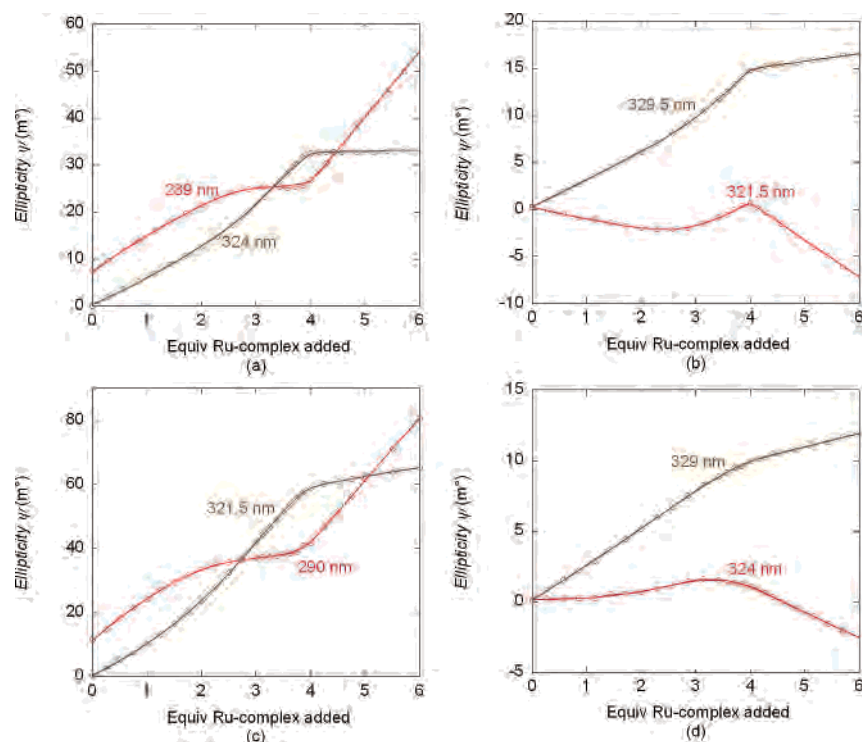 60
50
40
30
20
10
0
289 nm
324 nm
0 1 2 3 4 5 6
Ellipticity ψ (m°)
Equiv Ru-complex added
(a)
20
15
10
5
0
-5
-10
329.5 nm
321.5 nm
0 1 2 3 4 5 6
Ellipticity ψ (m°)
Equiv Ru-complex added
(b)
80
60
40
20
0
321.5 nm
290 nm
0 1 2 3 4 5 6
Ellipticity ψ (m°)
Equiv Ru-complex added
(c)
15
10
5
0
-5
329 nm
324 nm
0 1 2 3 4 5 6
Ellipticity ψ (m°)
Equiv Ru-complex added
(d)